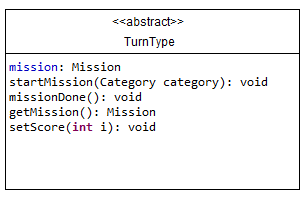 <<abstract>>
TurnType
mission: Mission
startMission(Category category): void
missionDone(): void
getMission(): Mission
setScore(int i): void